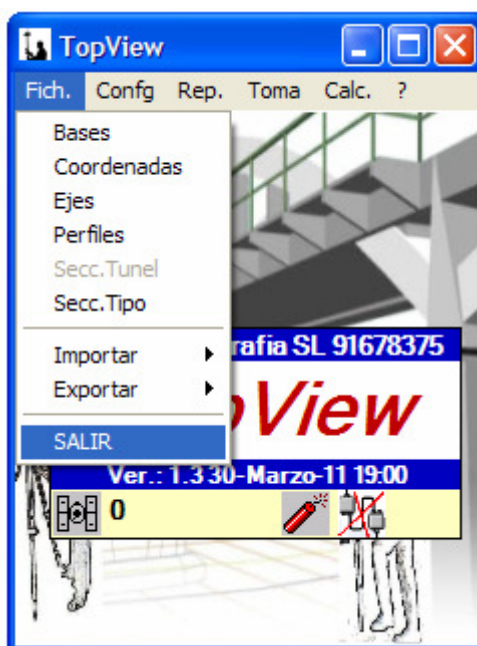 TopView
Fich. Confg Rep. Toma Calc. ?
Bases
Coordenadas
Ejes
Perfiles
Secc.Tunel
Secc.Tipo
Importar
Exportar
SALIR
rafia SL 91678375
pView
Ver.: 1.3 30-Marzo-11 19:00
0